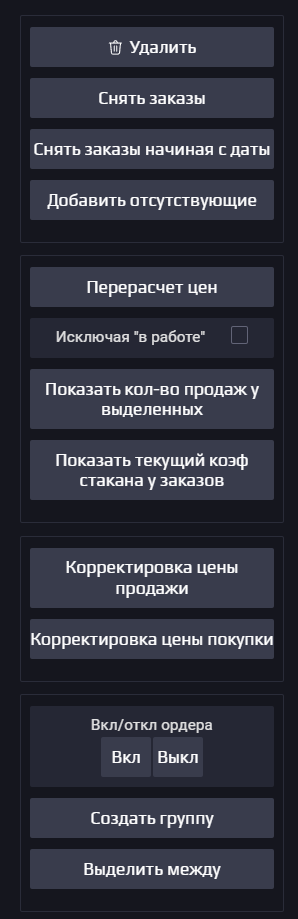 Удалить
Снять заказы
Снять заказы начиная с даты
Добавить отсутствующие
Перерасчет цен
Исключая "в работе"
Показать кол-во продаж у
выделенных
Показать текущий коэф
стакана у заказов
Корректировка цены
продажи
Корректировка цены покупки
Вкл/откл ордера
Вкл Выкл
Создать группу
Выделить между